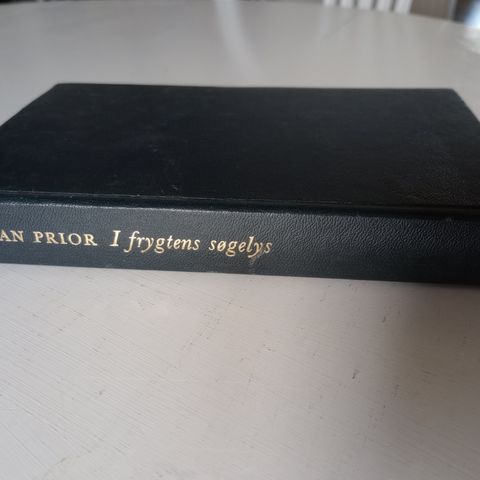 AN PRIOR I frygtens søgelys